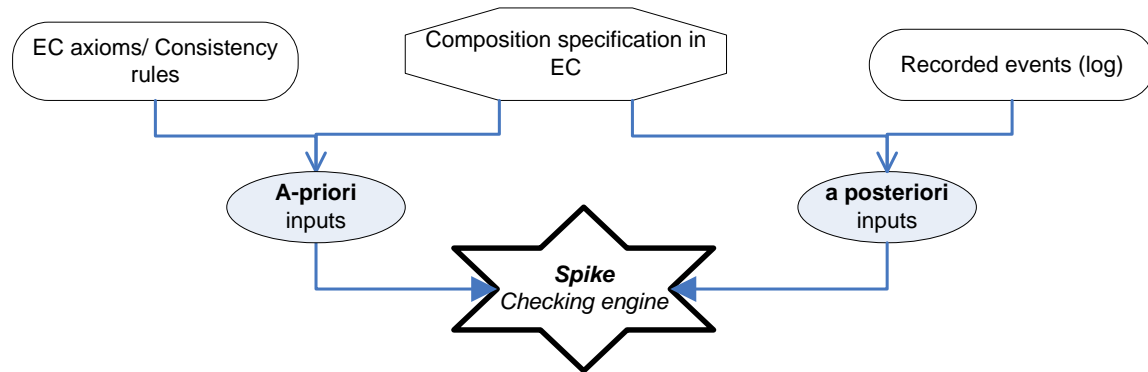 EC axioms/ Consistency
rules
Composition specification in
EC
Recorded events (log)
A-priori
inputs
a posteriori
inputs
Spike
Checking engine